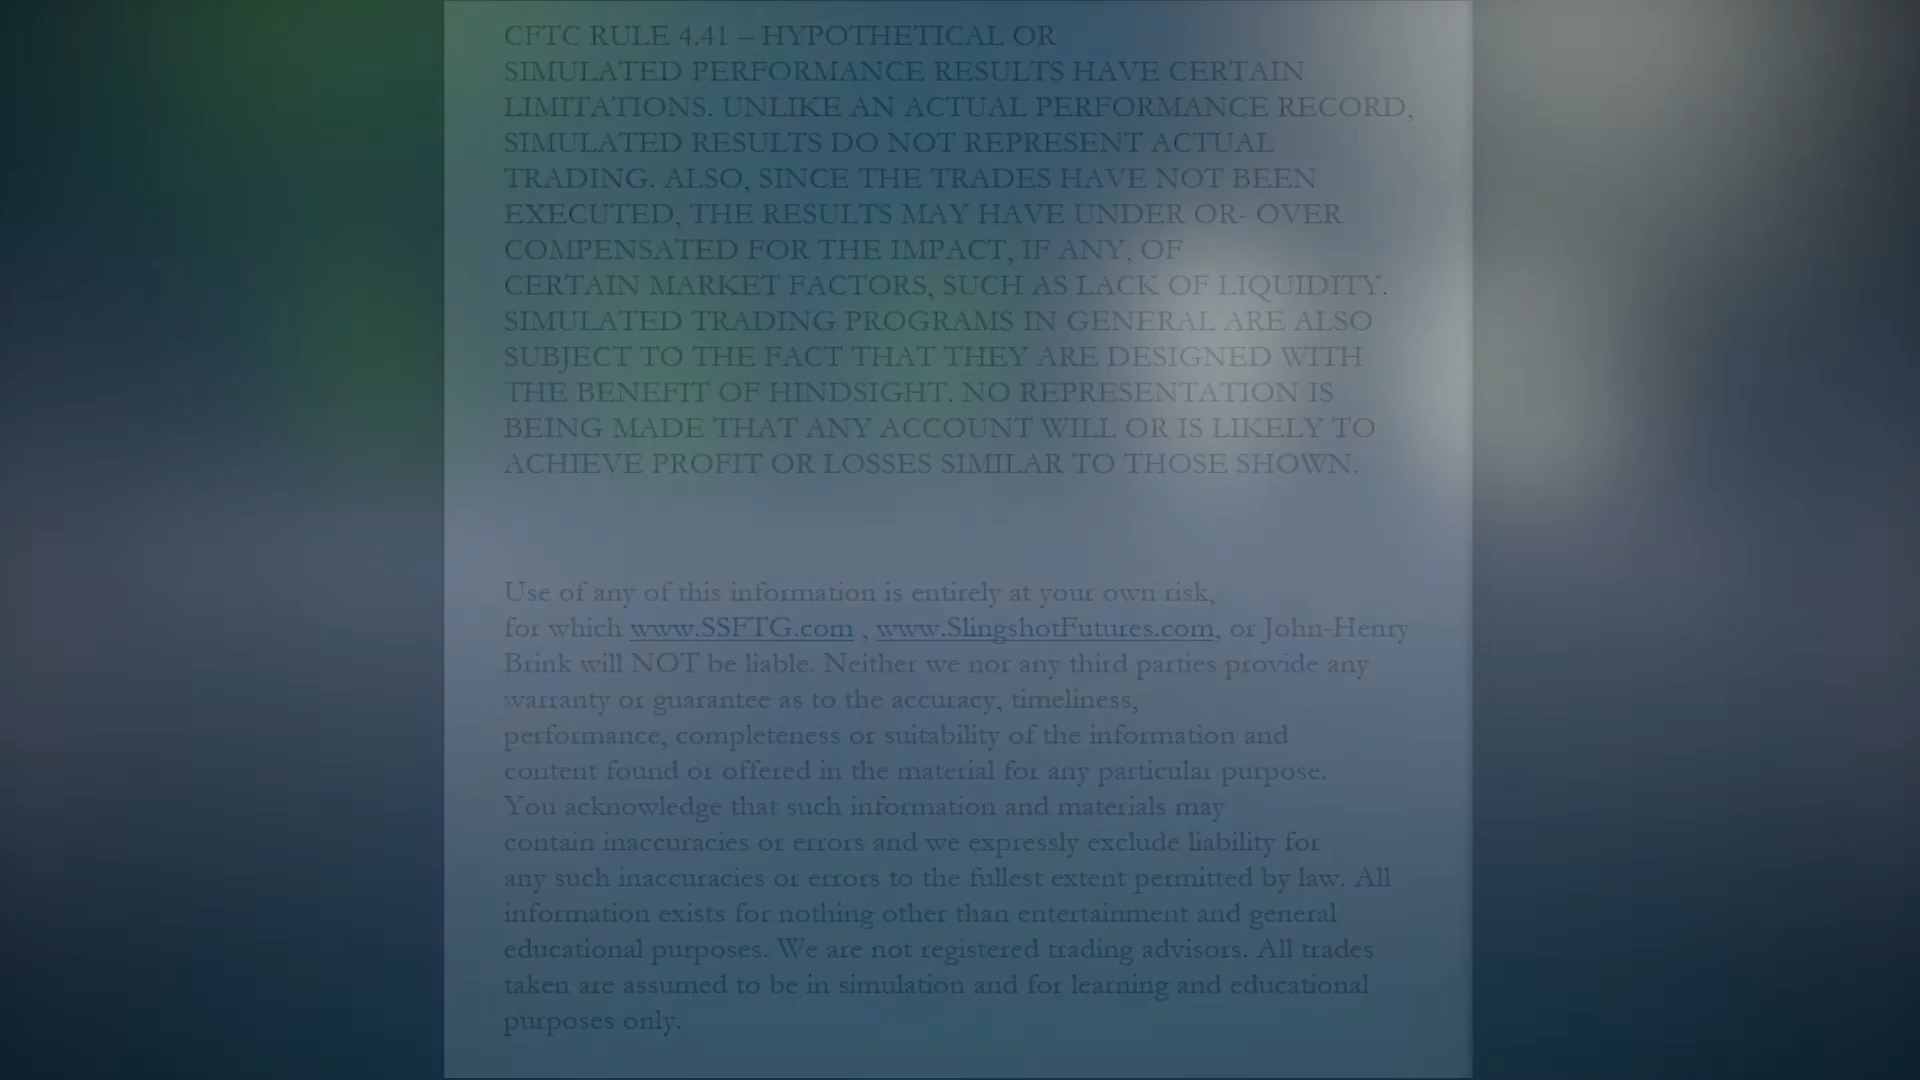 CFTC RULE 4.41 – HYPOTHETICAL OR
SIMULATED PERFORMANCE RESULTS HAVE CERTAIN
LIMITATIONS. UNLIKE AN ACTUAL PERFORMANCE RECORD,
SIMULATED RESULTS DO NOT REPRESENT ACTUAL
TRADING. ALSO, SINCE THE TRADES HAVE NOT BEEN
EXECUTED, THE RESULTS MAY HAVE UNDER OR- OVER
COMPENSATED FOR THE IMPACT, IF ANY, OF
CERTAIN MARKET FACTORS, SUCH AS LACK OF LIQUIDITY.
SIMULATED TRADING PROGRAMS IN GENERAL ARE ALSO
SUBJECT TO THE FACT THAT THEY ARE DESIGNED WITH
THE BENEFIT OF HINDSIGHT. NO REPRESENTATION IS
BEING MADE THAT ANY ACCOUNT WILL OR IS LIKELY TO
ACHIEVE PROFIT OR LOSSES SIMILAR TO THOSE SHOWN.
Use of any of this information is entirely at your own risk,
for which www.SSFTG.com , www.SlingshotFutures.com, or John-Henry
Brink will NOT be liable. Neither we nor any third parties provide any
warranty or guarantee as to the accuracy, timeliness,
performance, completeness or suitability of the information and
content found or offered in the material for any particular purpose.
You acknowledge that such information and materials may
contain inaccuracies or errors and we expressly exclude liability for
any such inaccuracies or errors to the fullest extent permitted by law. All
information exists for nothing other than entertainment and general
educational purposes. We are not registered trading advisors. All trades
taken are assumed to be in simulation and for learning and educational
purposes only.